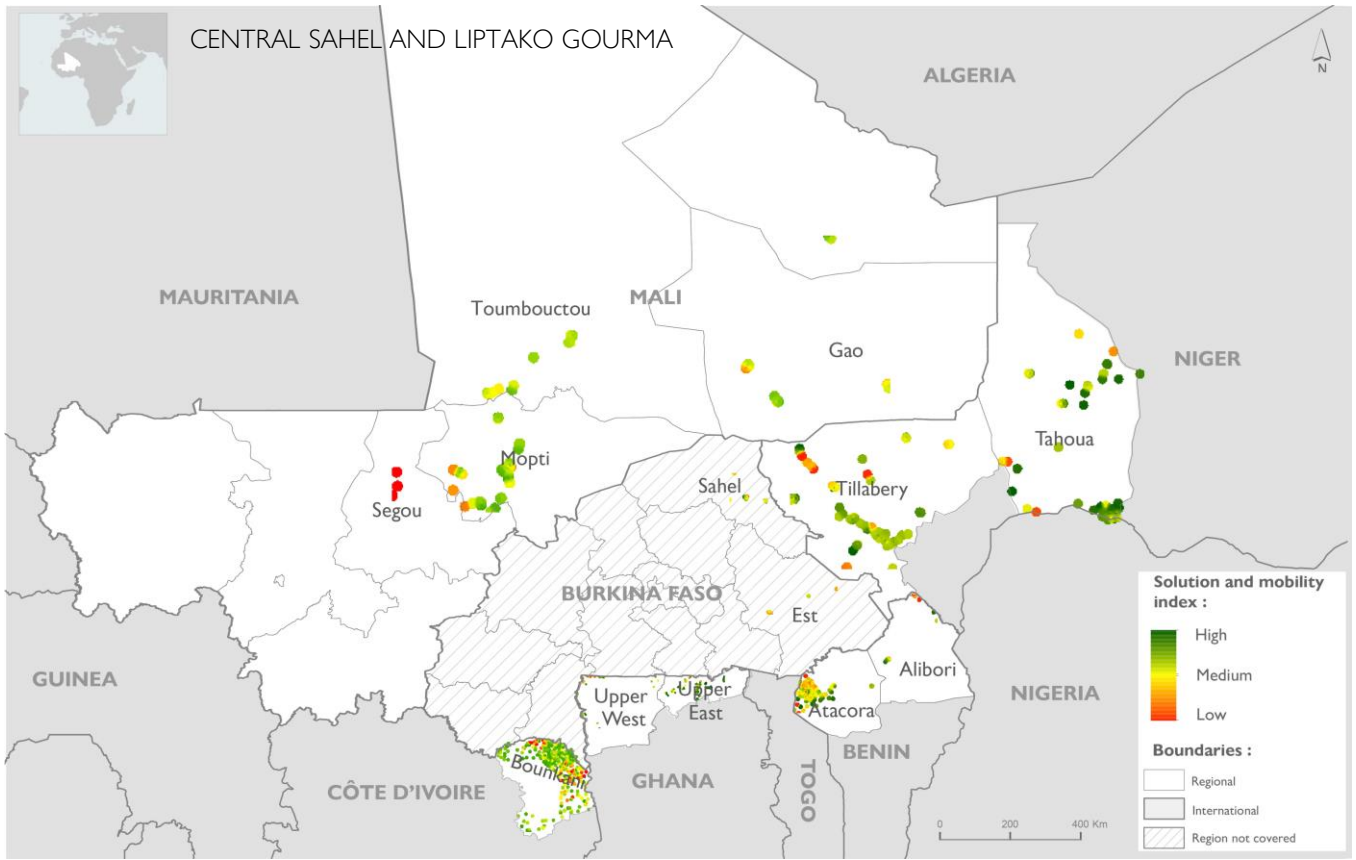 CENTRAL SAHEL AND LIPTAKO GOURMA
N
ALGERIA
MAURITANIA
MALI
Toumbouctou
Gao
NIGER
Tahoua
Mopti
Segou
Sahel
Tillabery
BURKINA FASO
Est
Alibori
GUINEA
Upper
West
Upper
East
Atacora
NIGERIA
BENIN
Bounkani
CÔTE D'IVOIRE
GHANA
TOGO
Solution and mobility
index :
High
Medium
Low
Boundaries :
Regional
International
Region not covered
0 200 400 Km